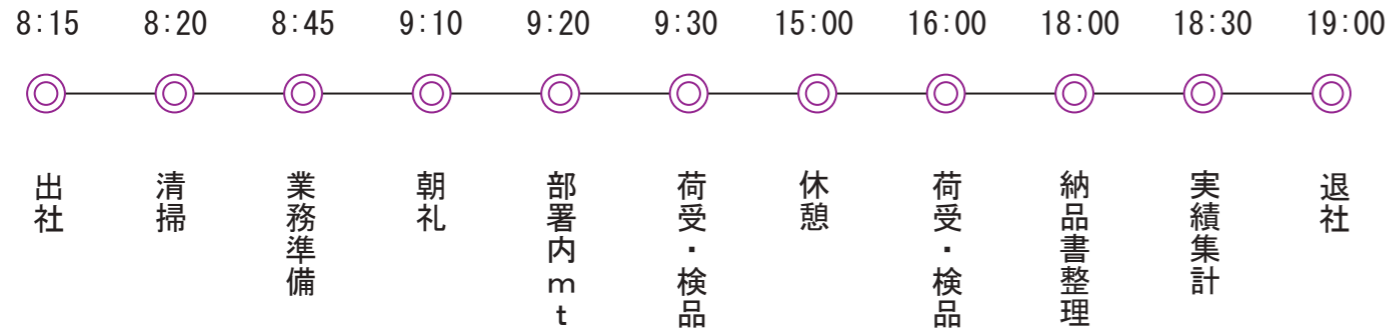 8:15
8:20
8:45
9:10
9:20
9:30
15:00
16:00
18:00
18:30
19:00
出社
清掃
業務準備
朝礼
部署内mt
荷受・検品
休憩
荷受・検品
納品書整理
実績集計
退社